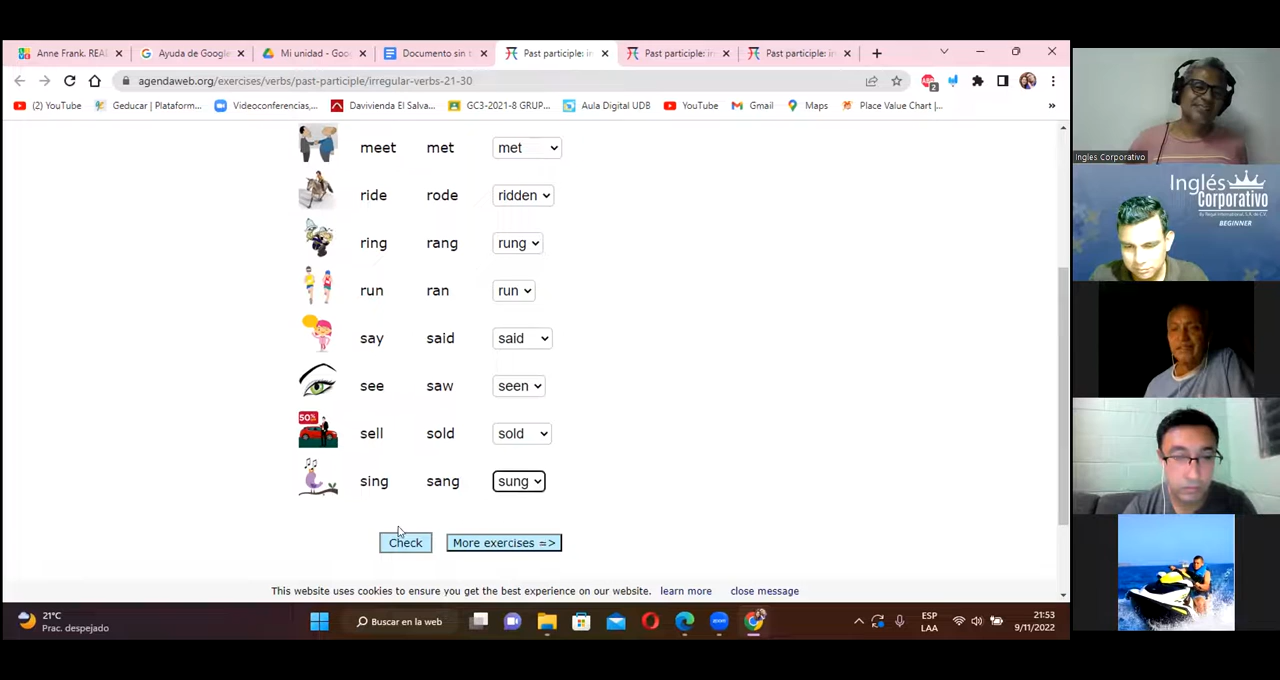 Anne Frank. REA
Ayuda de Google
Mi unidad - Goo
Documento sin t
Past participle: ir
Past participle: ir
Past participle: ir
agendaweb.org/exercises/verbs/past-participle/irregular-verbs-21-30
2
(2) YouTube
Geducar | Plataform...
Videoconferencias,...
Davivienda El Salva...
GC3-2021-8 GRUP...
Aula Digital UDB
YouTube
Gmail
Maps
Place Value Chart |...
»
meet met met
ride rode ridden
ring rang rung
run ran run
say said said
see saw seen
50%
sell sold sold
sing sang sung
Check More exercises =>
This website uses cookies to ensure you get the best experience on our website. learn more close message
21°C
Prac. despejado
Buscar en la web
ESP
LAA
21:53
9/11/2022
Ingles Corporativo
Inglés
Corporativo
BEGINNER